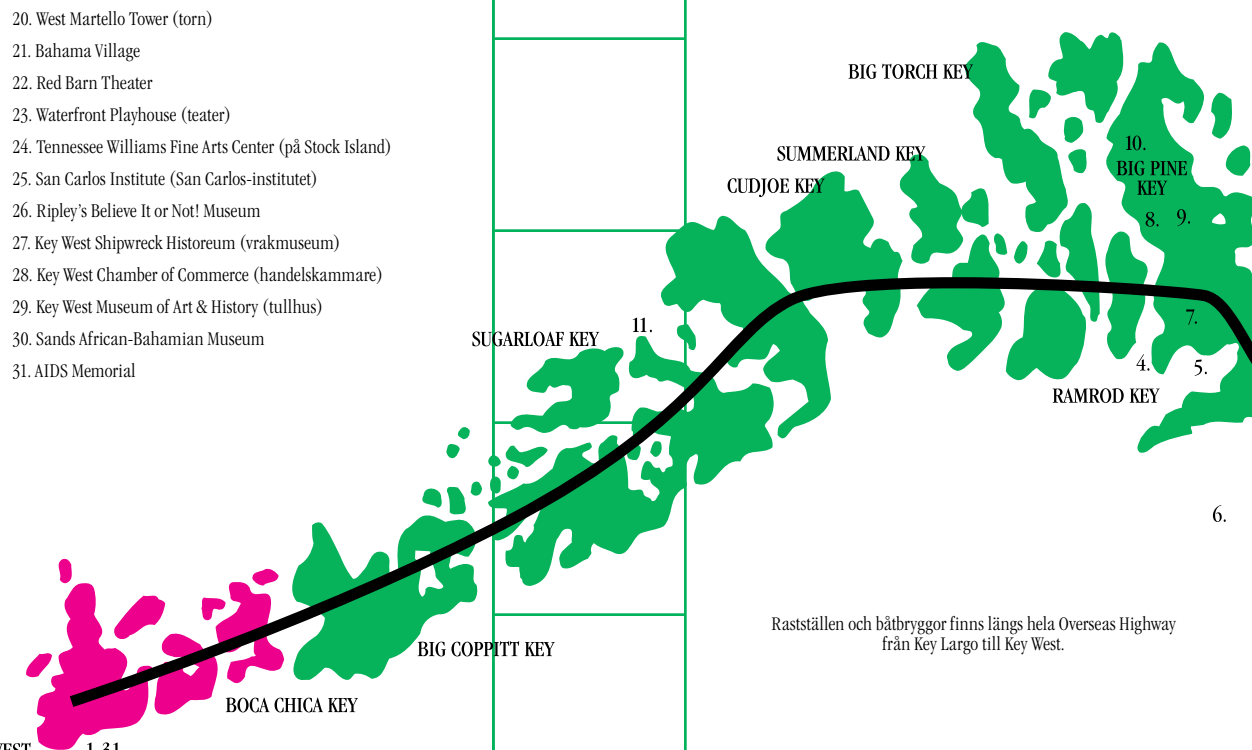 20. West Martello Tower (torn)
21. Bahama Village
22. Red Barn Theater
23. Waterfront Playhouse (teater)
24. Tennessee Williams Fine Arts Center (på Stock Island)
25. San Carlos Institute (San Carlos-institutet)
26. Ripley's Believe It or Not! Museum
27. Key West Shipwreck Historeum (vrakmuseum)
28. Key West Chamber of Commerce (handelskammare)
29. Key West Museum of Art & History (tullhus)
30. Sands African-Bahamian Museum
31. AIDS Memorial
BIG TORCH KEY
SUMMERLAND KEY
CUDJOE KEY
10.
BIG PINE
KEY
8. 9.
7.
11.
SUGARLOAF KEY
4. 5.
RAMROD KEY
6.
Rastställen och båtbryggor finns längs hela Overseas Highway
från Key Largo till Key West.
BIG COPPITT KEY
BOCA CHICA KEY